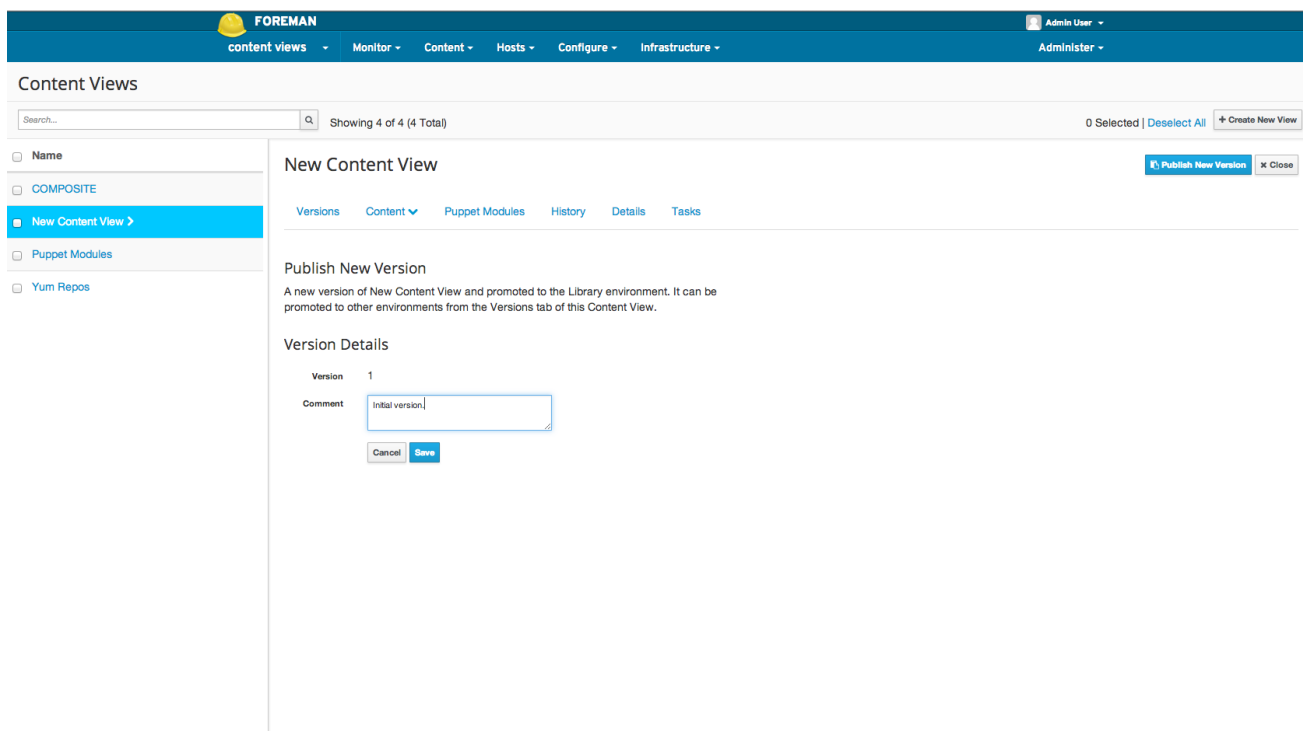 FOREMAN
Admin User
content views Monitor Content Hosts Configure Infrastructure Administer
Content Views
Search...
Showing 4 of 4 (4 Total)
0 Selected | Deselect All
+ Create New View
Name
COMPOSITE
New Content View
Puppet Modules
Yum Repos
New Content View
Publish New Version
x Close
Versions Content Puppet Modules History Details Tasks
Publish New Version
A new version of New Content View and promoted to the Library environment. It can be
promoted to other environments from the Versions tab of this Content View.
Version Details
Version 1
Comment Initial version.
Cancel Save